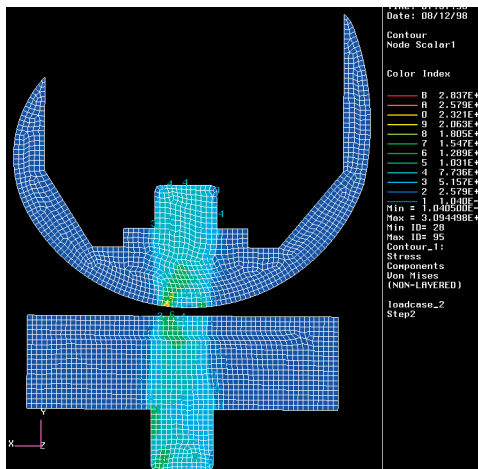 Date: 08/12/98
Contour
Node Scalar1
Color Index
B 2.837E+
A 2.579E+
0 2.321E+
9 2.063E+
8 1.805E+
7 1.547E+
6 1.289E+
5 1.031E+
4 7.736E+
3 5.157E+
2 2.579E+
1 1.040E-
Min = 1.040500E-
Max = 3.094498E+
Min ID= 28
Max ID= 95
Contour_1:
Stress
Components
Von Mises
(NON-LAYERED)
loadcase_2
Step2
Y
X
Z